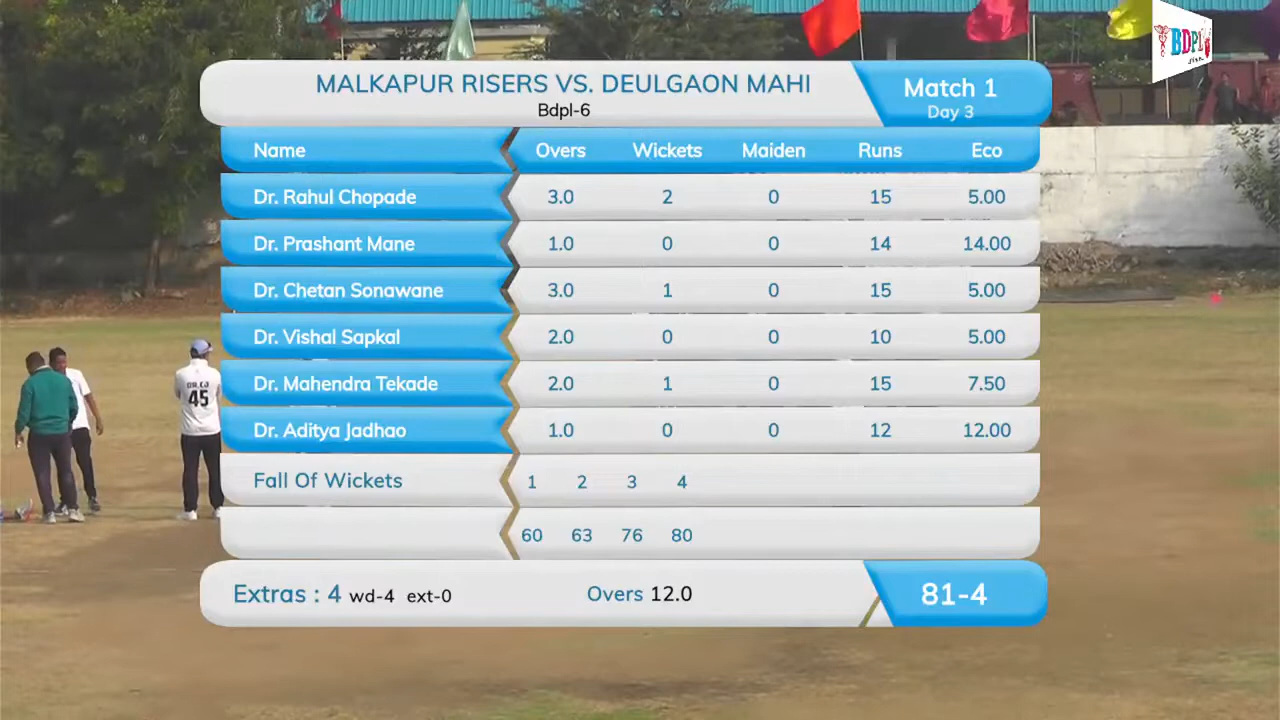 BDPL
MALKAPUR RISERS VS. DEULGAON MAHI
Bdpl-6
Match 1
Day 3
Name Overs Wickets Maiden Runs Eco
Dr. Rahul Chopade 3.0 2 0 15 5.00
Dr. Prashant Mane 1.0 0 0 14 14.00
Dr. Chetan Sonawane 3.0 1 0 15 5.00
Dr. Vishal Sapkal 2.0 0 0 10 5.00
Dr. Mahendra Tekade 2.0 1 0 15 7.50
Dr. Aditya Jadhao 1.0 0 0 12 12.00
Fall Of Wickets 1 2 3 4
60 63 76 80
Extras : 4 wd-4 ext-0 Overs 12.0 81-4
45